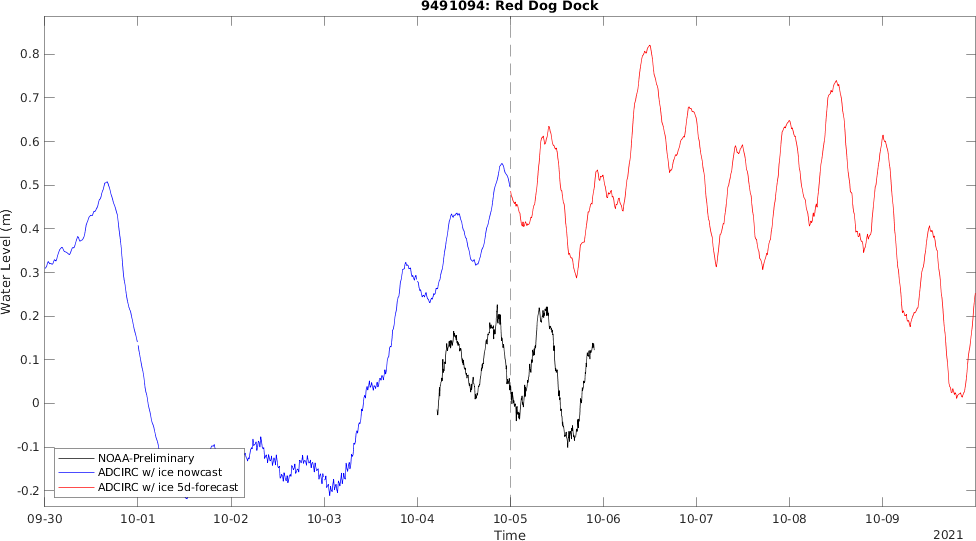 9491094: Red Dog Dock
Water Level (m)
0.8
0.7
0.6
0.5
0.4
0.3
0.2
0.1
0
-0.1
-0.2
NOAA-Preliminary
ADCIRC w/ ice nowcast
ADCIRC w/ ice 5d-forecast
09-30 10-01 10-02 10-03 10-04 10-05 10-06 10-07 10-08 10-09
Time
2021